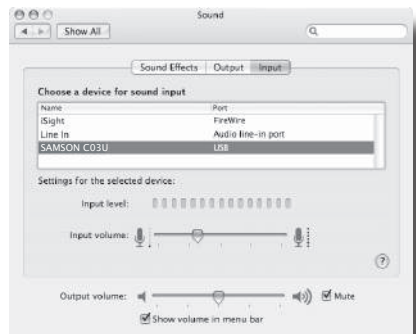 Sound
Show All
Sound Effects Output Input
Choose a device for sound input
Name Port
iSight FireWire
Line In Audio line-in port
SAMSON C03U USB
Settings for the selected device:
Input level:
Input volume:
?
Output volume: Mute
Show volume in menu bar